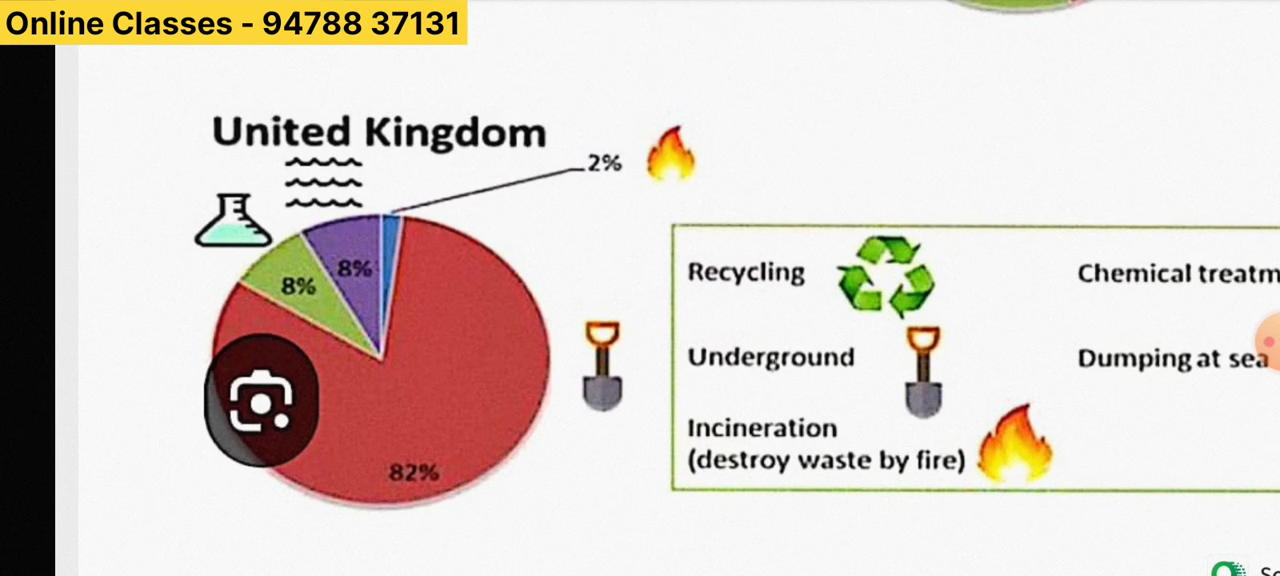 Online Classes - 94788 37131
United Kingdom
2%
8%
8%
82%
Recycling
Chemical treatm
Underground
Dumping at sea
Incineration
(destroy waste by fire)